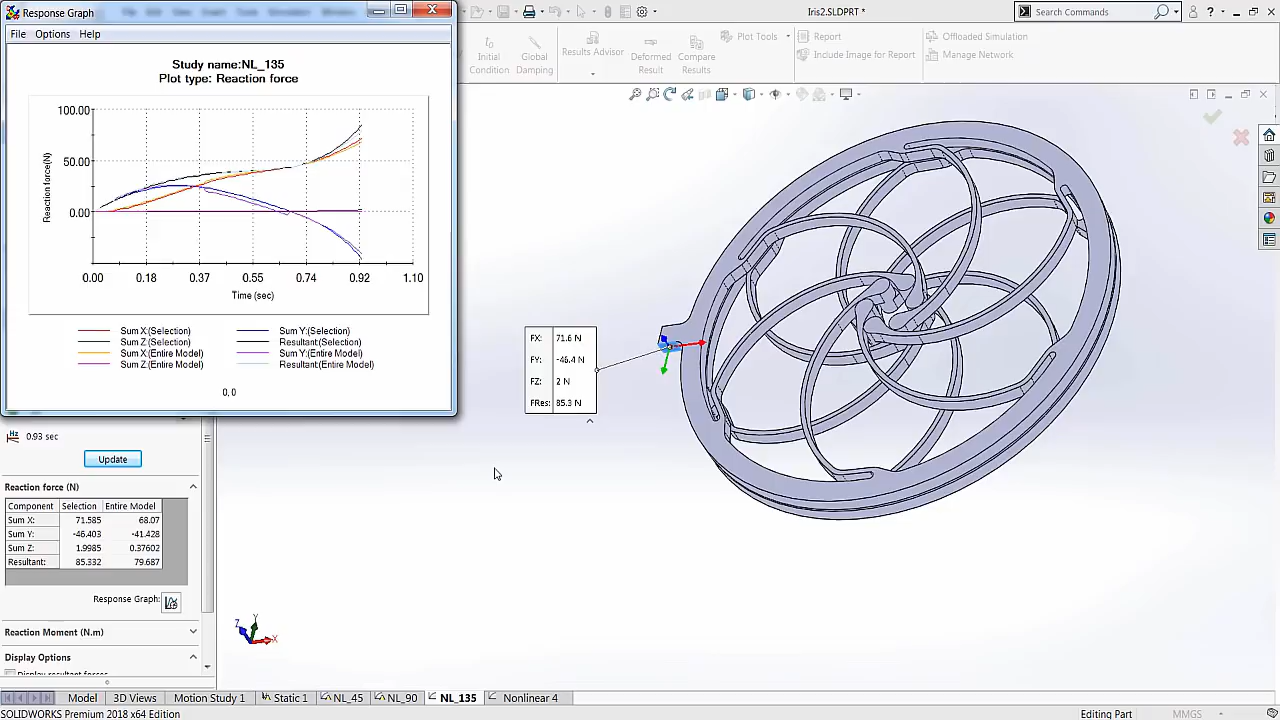 Response Graph
File Options Help
Study name:NL_135
Plot type: Reaction force
100.00
50.00
0.00
Reaction force(N)
0.00 0.18 0.37 0.55 0.74 0.92 1.10
Time (sec)
Sum X:(Selection) Sum Y:(Selection)
Sum Z:(Selection) Resultant:(Selection)
Sum X:(Entire Model) Sum Y:(Entire Model)
Sum Z:(Entire Model) Resultant:(Entire Model)
0, 0
Iris2.SLDPRT *
Search Commands
Initial Condition
Global Damping
Results Advisor
Deformed Result
Compare Results
Plot Tools
Report
Include Image for Report
Offloaded Simulation
Manage Network
FX: 71.6 N
FY: -46.4 N
FZ: 2 N
FRes: 85.3 N
0.93 sec
Update
Reaction force (N)
Component Selection Entire Model
Sum X: 71.585 68.07
Sum Y: -46.403 -41.428
Sum Z: 1.9985 0.37602
Resultant: 85.332 79.687
Response Graph:
Reaction Moment (N.m)
Display Options
Display resultant forces
Z Y X
Model 3D Views Motion Study 1 Static 1 NL_45 NL_90 NL_135 Nonlinear 4
SOLIDWORKS Premium 2018 x64 Edition Editing Part MMGS